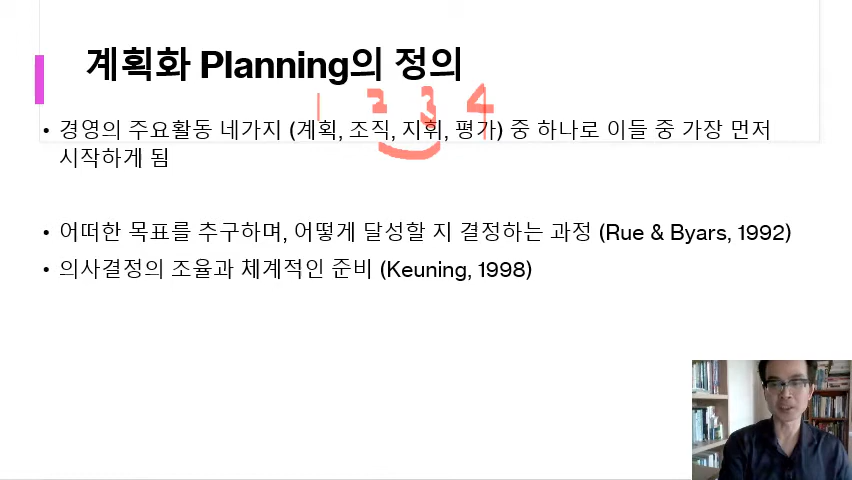 계획화 Planning의 정의
1 2 3 4
• 경영의 주요활동 네가지 (계획, 조직, 지휘, 평가) 중 하나로 이들 중 가장 먼저
시작하게 됨
• 어떠한 목표를 추구하며, 어떻게 달성할 지 결정하는 과정 (Rue & Byars, 1992)
• 의사결정의 조율과 체계적인 준비 (Keuning, 1998)